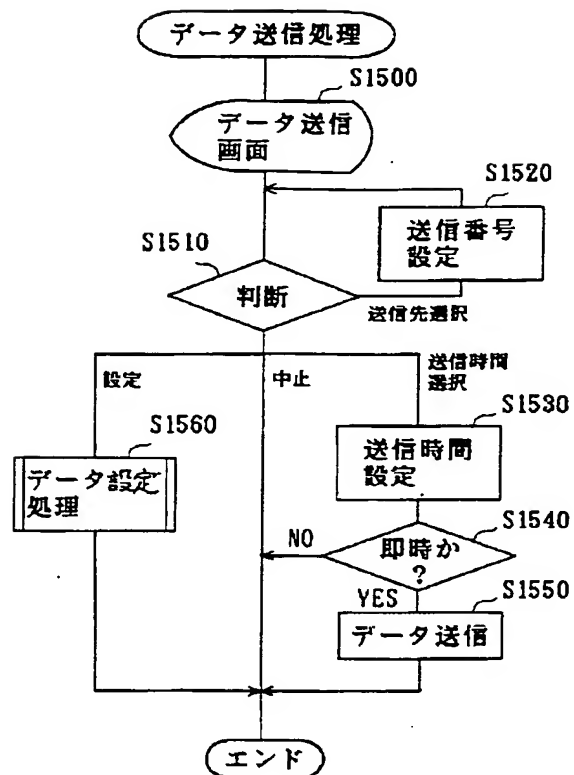 データ送信処理
S1500
データ送信
画面
S1520
送信番号
設定
S1510
判断
送信先選択
設定
中止
送信時間
選択
S1560
データ設定
処理
S1530
送信時間
設定
S1540
即時か
?
NO
YES
S1550
データ送信
エンド